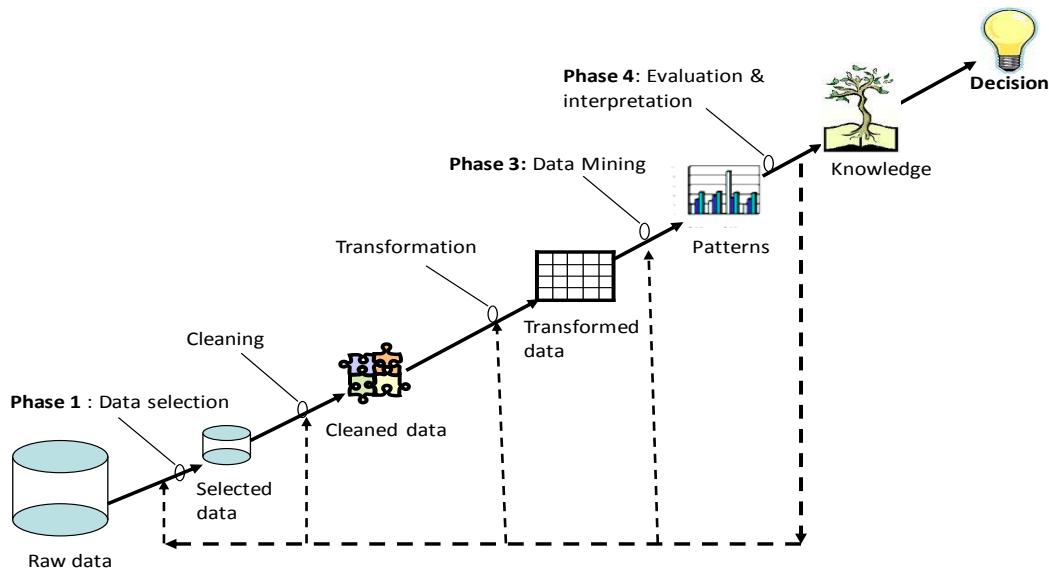 Decision
Phase 4: Evaluation &
interpretation
Knowledge
Phase 3: Data Mining
Patterns
Transformation
Transformed
data
Cleaning
Cleaned data
Phase 1 : Data selection
Selected
data
Raw data